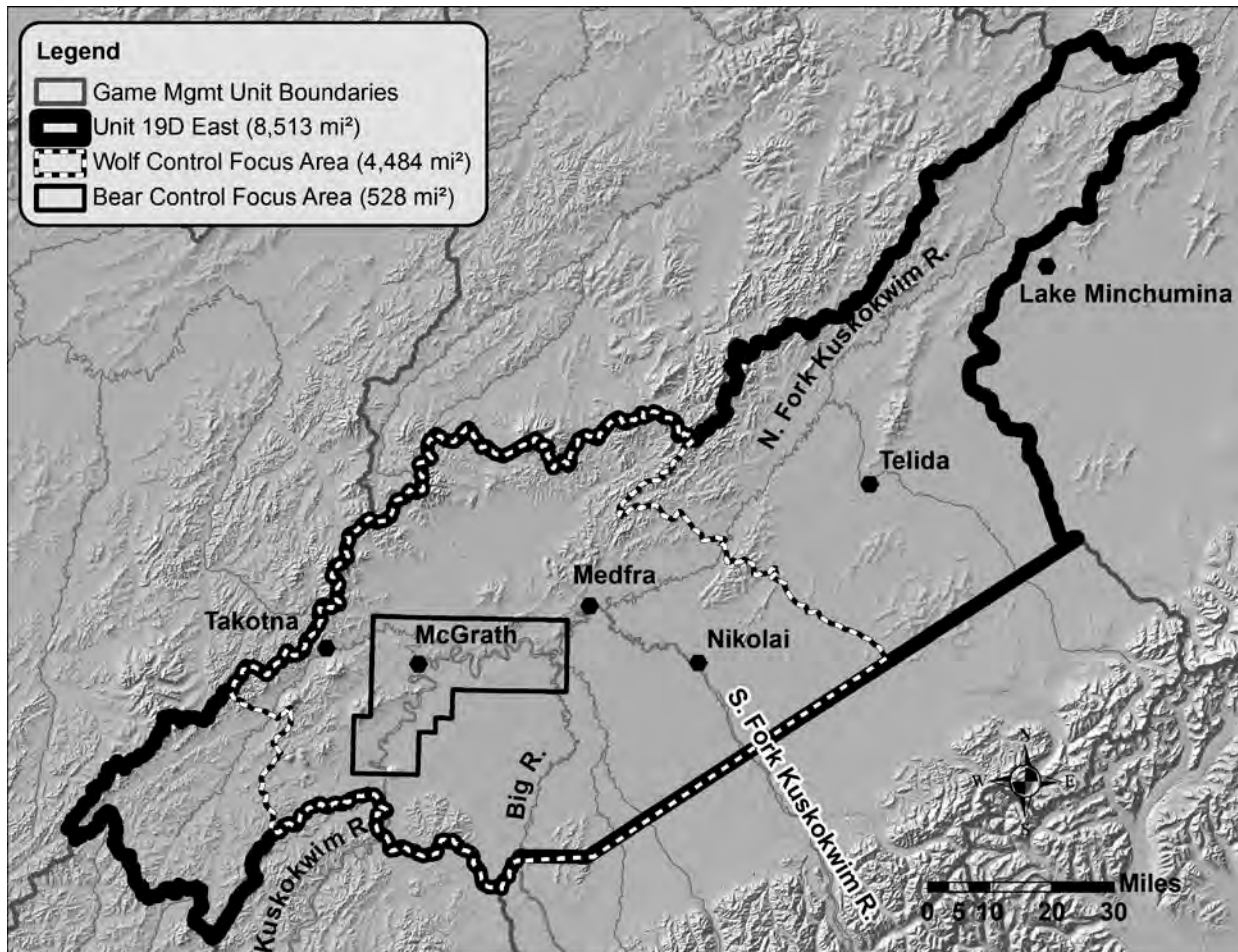 Legend
Game Mgmt Unit Boundaries
Unit 19D East (8,513 mi²)
Wolf Control Focus Area (4,484 mi²)
Bear Control Focus Area (528 mi²)
Lake Minchumina
N. Fork Kuskokwim R.
Telida
Medfra
Takotna
McGrath
Nikolai
S. Fork Kuskokwim R.
Big R.
Kuskokwim R.
N
W E
S
Miles
0 5 10 20 30